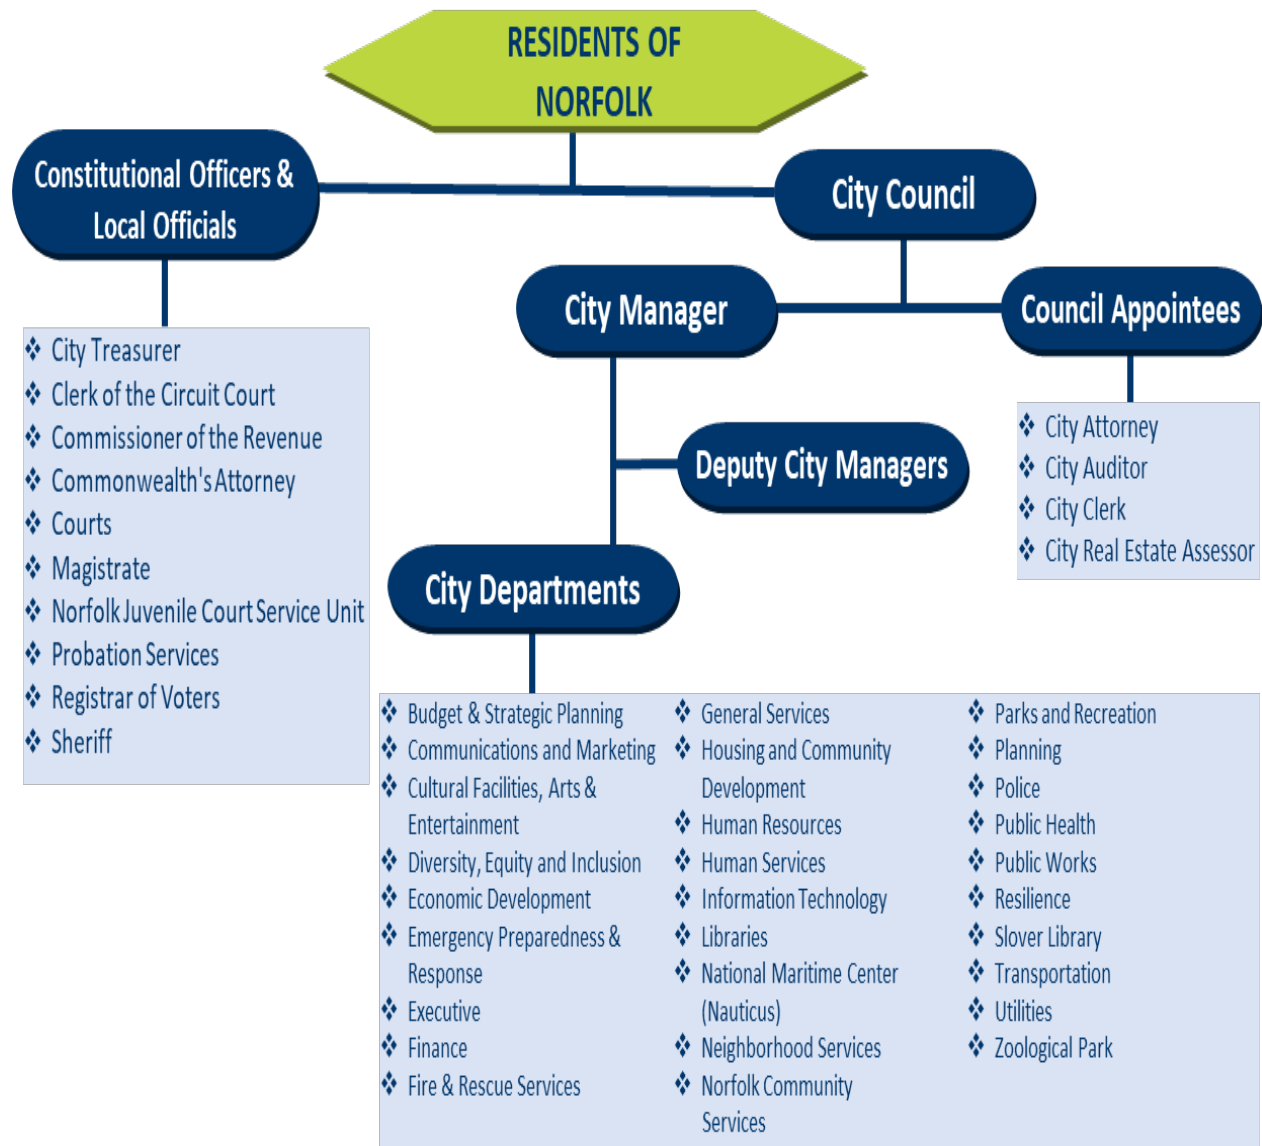 RESIDENTS OF
NORFOLK
Constitutional Officers &
Local Officials
City Council
City Manager
Council Appointees
❖ City Treasurer
❖ Clerk of the Circuit Court
❖ Commissioner of the Revenue
❖ Commonwealth's Attorney
❖ Courts
❖ Magistrate
❖ Norfolk Juvenile Court Service Unit
❖ Probation Services
❖ Registrar of Voters
❖ Sheriff
Deputy City Managers
❖ City Attorney
❖ City Auditor
❖ City Clerk
❖ City Real Estate Assessor
City Departments
❖ Budget & Strategic Planning
❖ Communications and Marketing
❖ Cultural Facilities, Arts &
Entertainment
❖ Diversity, Equity and Inclusion
❖ Economic Development
❖ Emergency Preparedness &
Response
❖ Executive
❖ Finance
❖ Fire & Rescue Services
❖ General Services
❖ Housing and Community
Development
❖ Human Resources
❖ Human Services
❖ Information Technology
❖ Libraries
❖ National Maritime Center
(Nauticus)
❖ Neighborhood Services
❖ Norfolk Community
Services
❖ Parks and Recreation
❖ Planning
❖ Police
❖ Public Health
❖ Public Works
❖ Resilience
❖ Slover Library
❖ Transportation
❖ Utilities
❖ Zoological Park